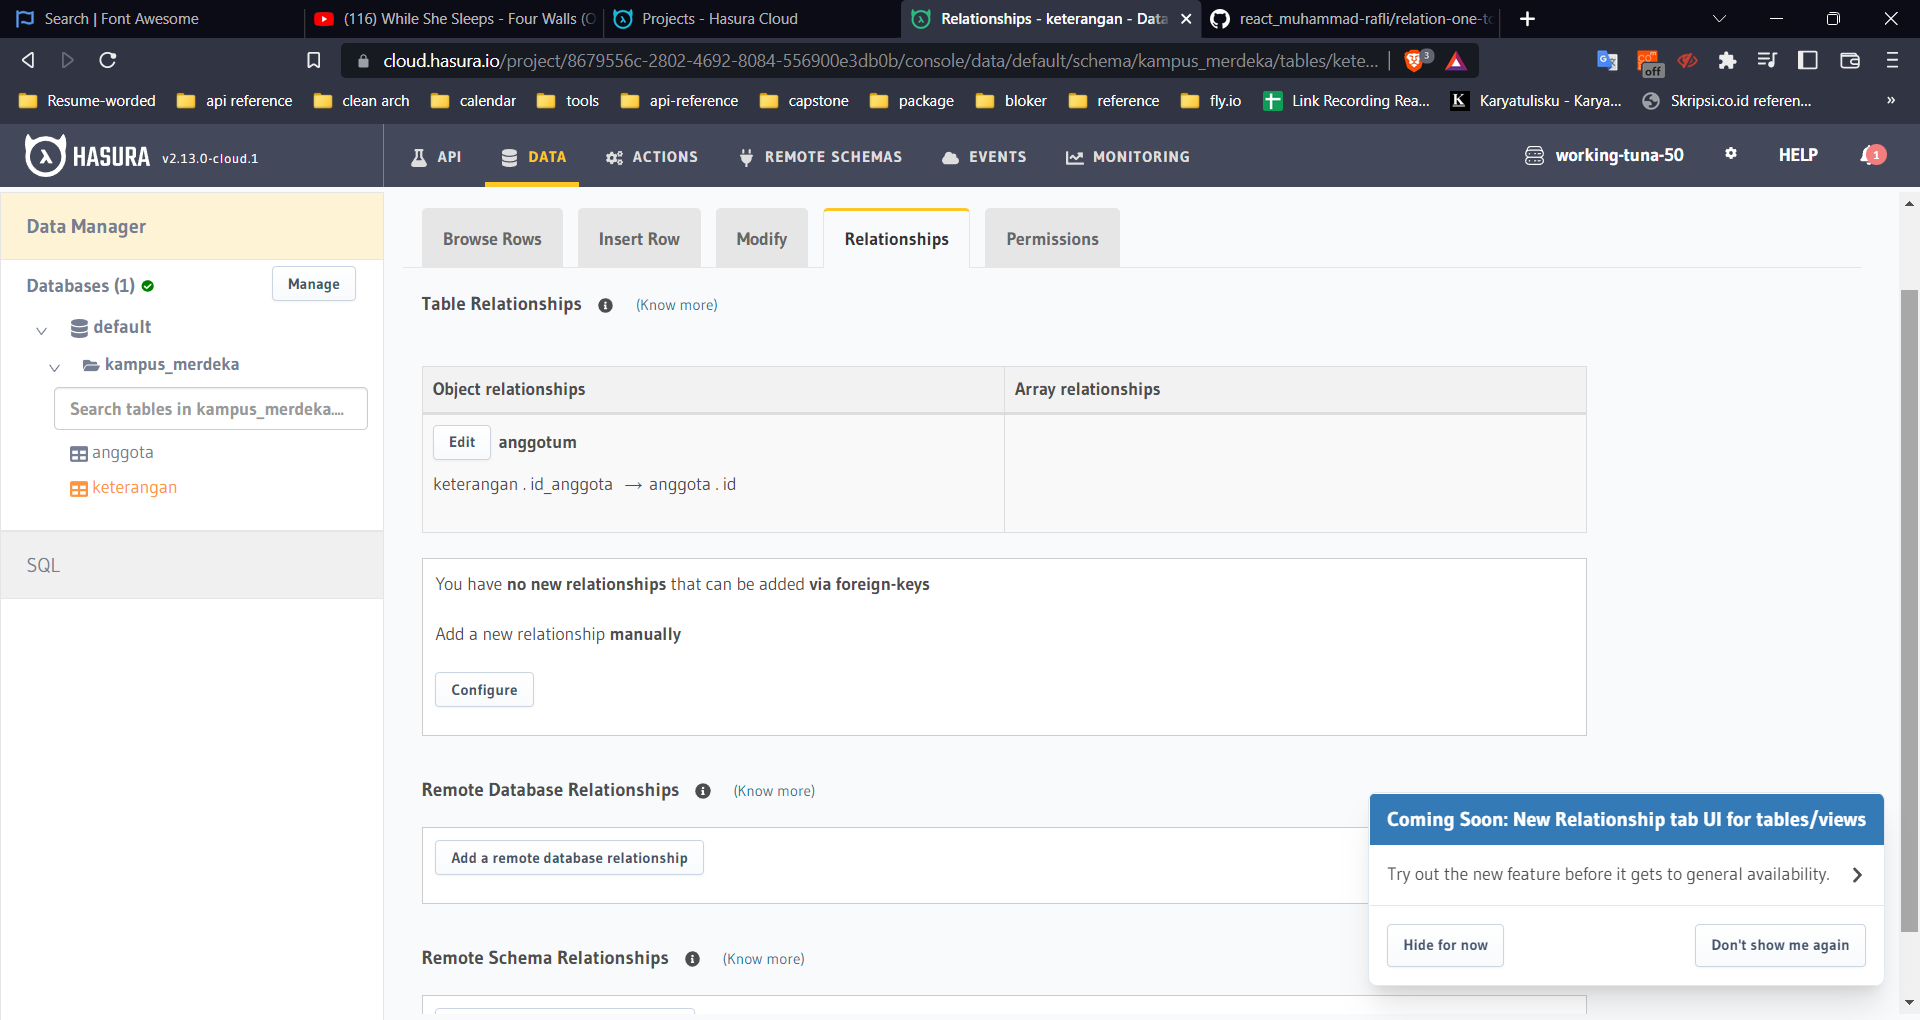 Search | Font Awesome
(116) While She Sleeps - Four Walls (O
Projects - Hasura Cloud
Relationships - keterangan - Data
react_muhammad-rafli/relation-one-to
cloud.hasura.io/project/8679556c-2802-4692-8084-556900e3db0b/console/data/default/schema/kampus_merdeka/tables/kete...
3
off
Resume-worded
api reference
clean arch
calendar
tools
api-reference
capstone
package
bloker
reference
fly.io
Link Recording Rea...
Karyatulisku - Karya...
Skripsi.co.id referen...
»
HASURA v2.13.0-cloud.1
API
DATA
ACTIONS
REMOTE SCHEMAS
EVENTS
MONITORING
working-tuna-50
HELP
1
Data Manager
Databases (1)
Manage
default
kampus_merdeka
Search tables in kampus_merdeka....
anggota
keterangan
SQL
Browse Rows
Insert Row
Modify
Relationships
Permissions
Table Relationships (Know more)
Object relationships
Array relationships
Edit anggotum
keterangan . id_anggota → anggota . id
You have no new relationships that can be added via foreign-keys
Add a new relationship manually
Configure
Remote Database Relationships (Know more)
Add a remote database relationship
Remote Schema Relationships (Know more)
Coming Soon: New Relationship tab UI for tables/views
Try out the new feature before it gets to general availability.
Hide for now
Don't show me again